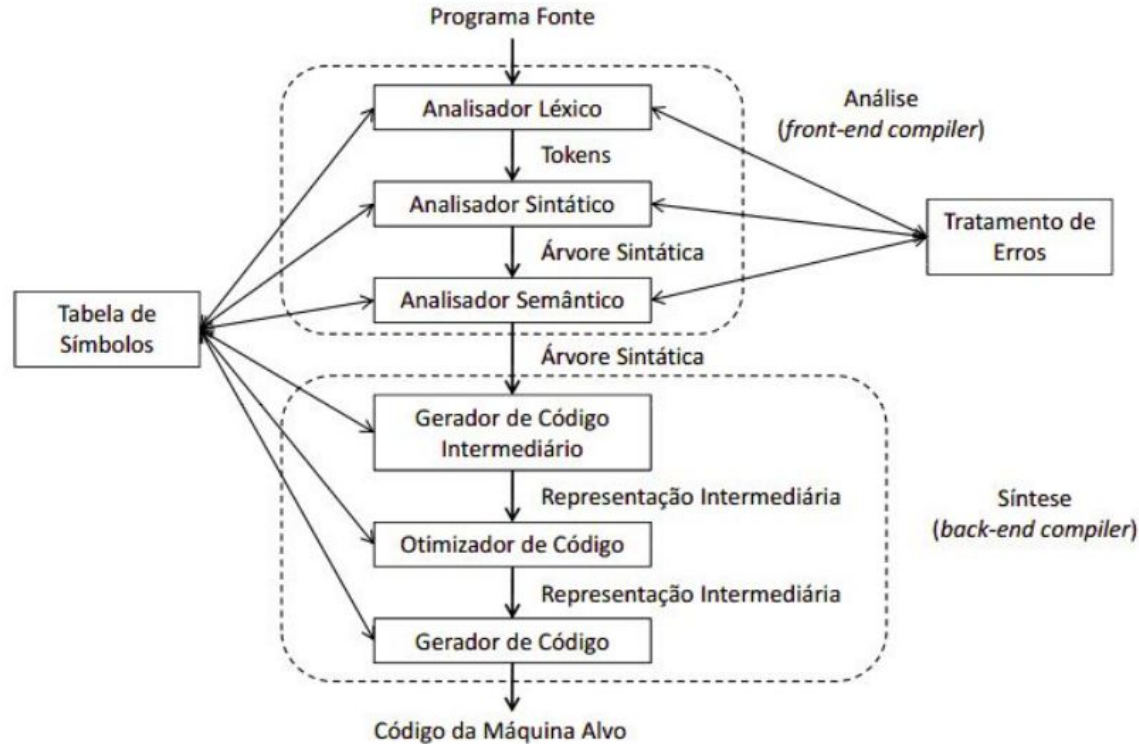 Programa Fonte
Analisador Léxico
Análise
(front-end compiler)
Tokens
Analisador Sintático
Tratamento de
Erros
Árvore Sintática
Analisador Semântico
Tabela de
Símbolos
Árvore Sintática
Gerador de Código
Intermediário
Representação Intermediária
Síntese
(back-end compiler)
Otimizador de Código
Representação Intermediária
Gerador de Código
Código da Máquina Alvo